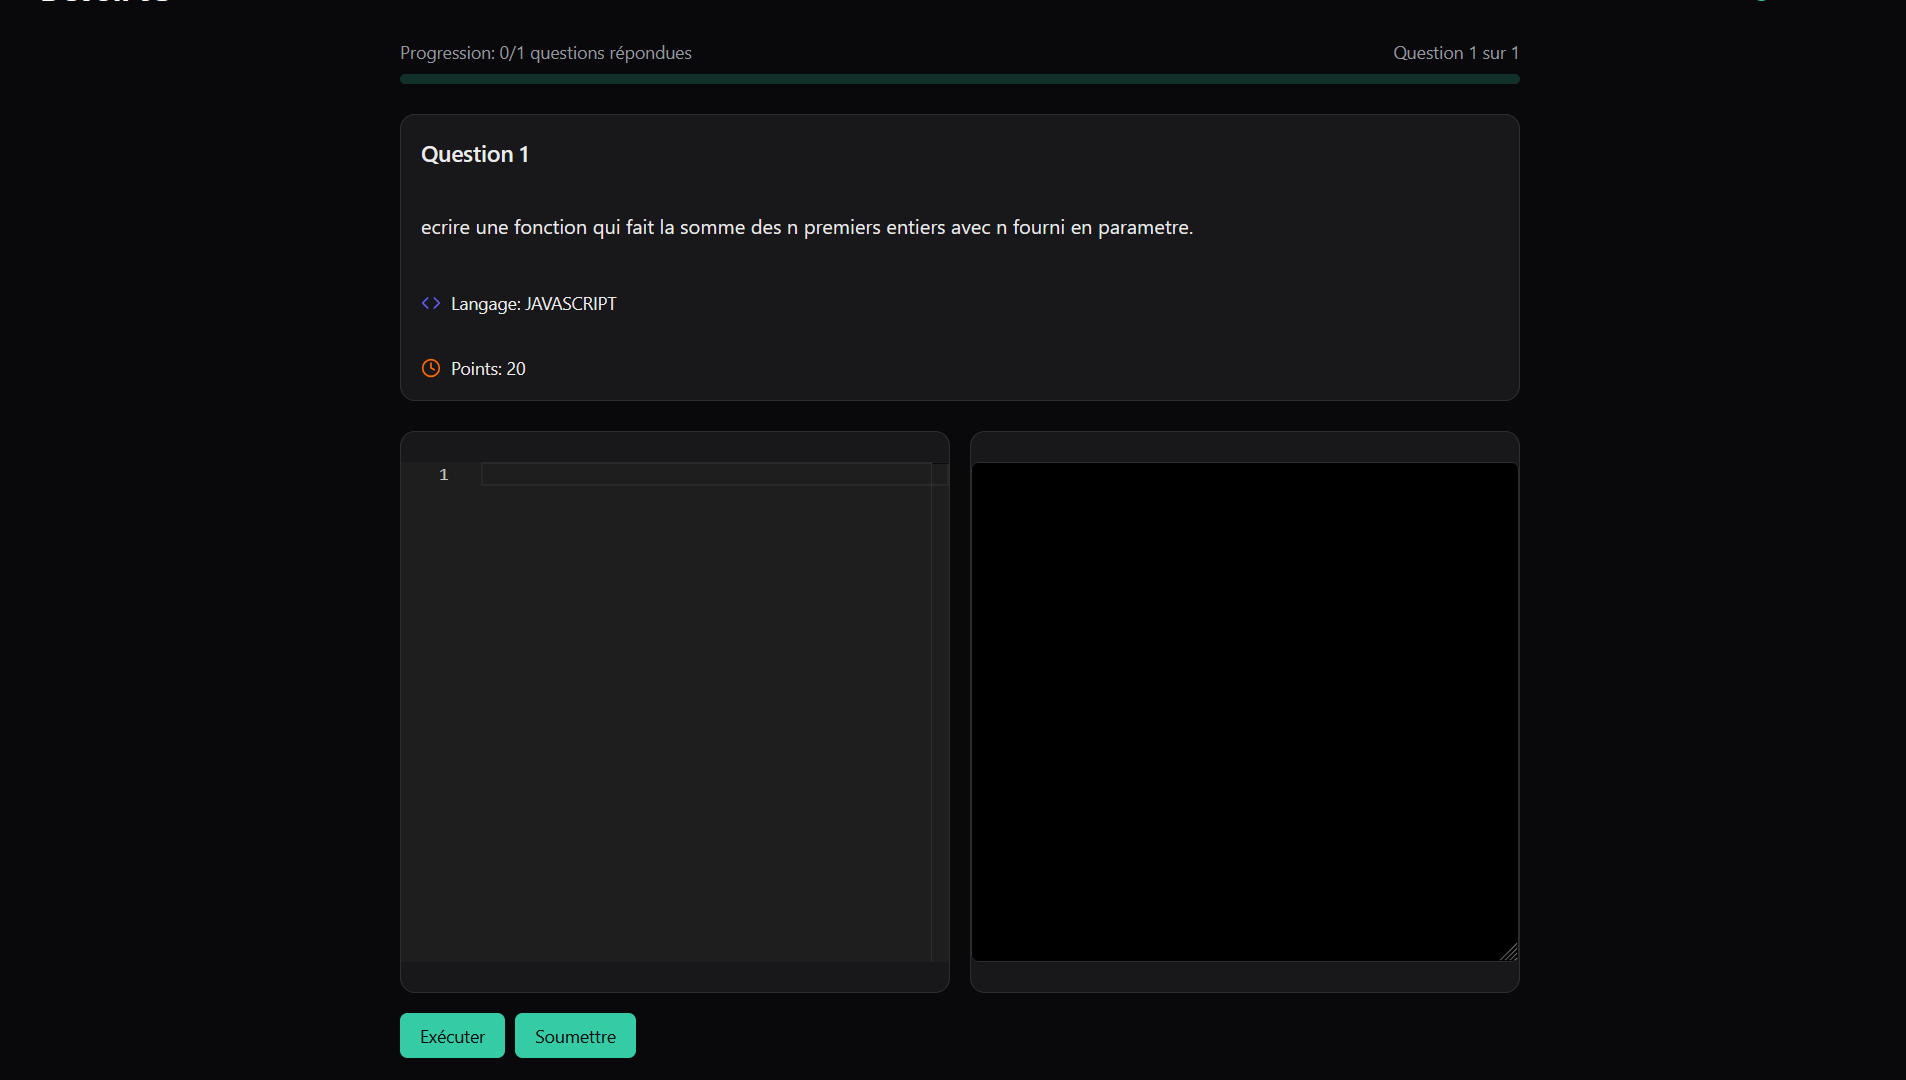 Progression: 0/1 questions répondues
Question 1 sur 1
Question 1
ecrire une fonction qui fait la somme des n premiers entiers avec n fourni en parametre.
Langage: JAVASCRIPT
Points: 20
1
Exécuter
Soumettre